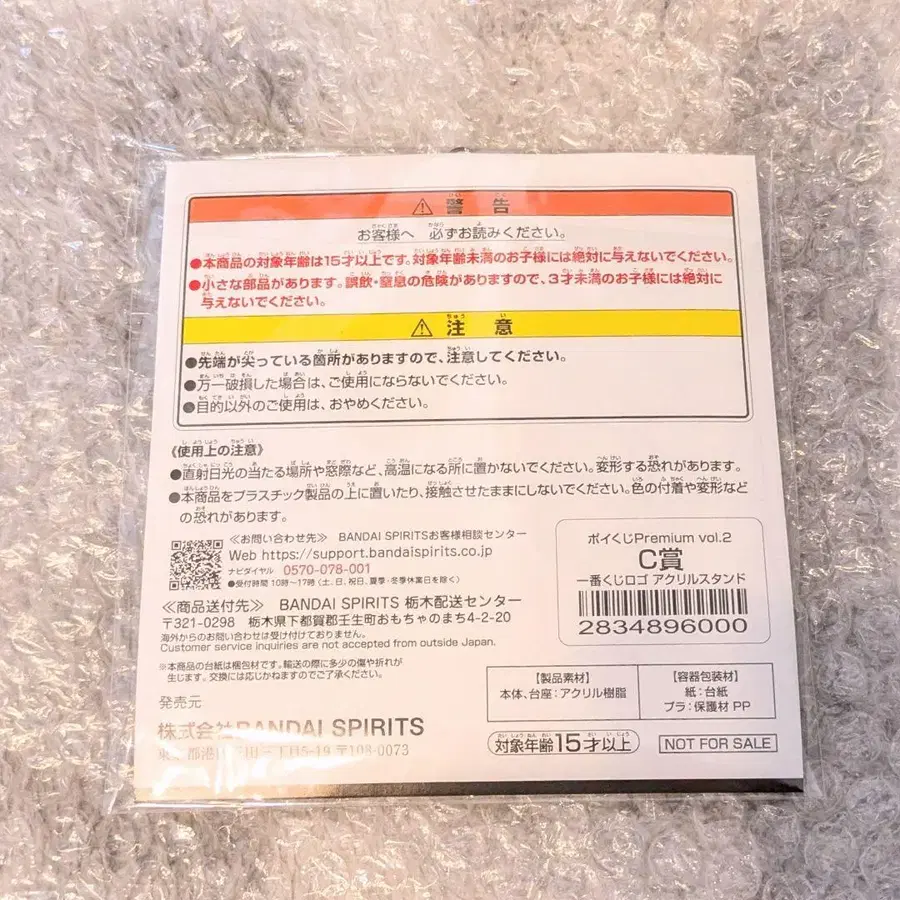 ⚠ 警告
お客様へ 必ずお読みください。
●本商品の対象年齢は15才以上です。対象年齢未満のお子様には絶対に与えないでください。
●小さな部品があります。誤飲・窒息の危険がありますので、3才未満のお子様には絶対に
与えないでください。
⚠ 注意
●先端が尖っている箇所がありますので、注意してください。
●万一破損した場合は、ご使用にならないでください。
●目的以外のご使用は、おやめください。
《使用上の注意》
●直射日光の当たる場所や窓際など、高温になる所に置かないでください。変形する恐れがあります。
●本商品をプラスチック製品の上に置いたり、接触させたままにしないでください。色の付着や変形など
の恐れがあります。
≪お問い合わせ先≫ BANDAI SPIRITSお客様相談センター
Web https://support.bandaispirits.co.jp
ナビダイヤル 0570-078-001
●受付時間 10時~17時(土、日、祝日、夏季・冬季休業日を除く)
≪商品送付先≫ BANDAI SPIRITS 栃木配送センター
〒321-0298 栃木県下都賀郡壬生町おもちゃのまち4-2-20
海外からのお問い合わせは受け付けておりません。
Customer service inquiries are not accepted from outside Japan.
※本商品の台紙は梱包材です。輸送の際に多少の傷や折れが
生じます。交換には応じかねますのでご了承ください。
発売元
株式会社BANDAI SPIRITS
東京都港区芝五丁目 〒108-0073
ポイくじPremium vol.2
C賞
一番くじロゴ アクリルスタンド
2834896000
【製品素材】
本体、台座:アクリル樹脂
【容器包装材】
紙:台紙
プラ:保護材 PP
対象年齢15才以上
NOT FOR SALE